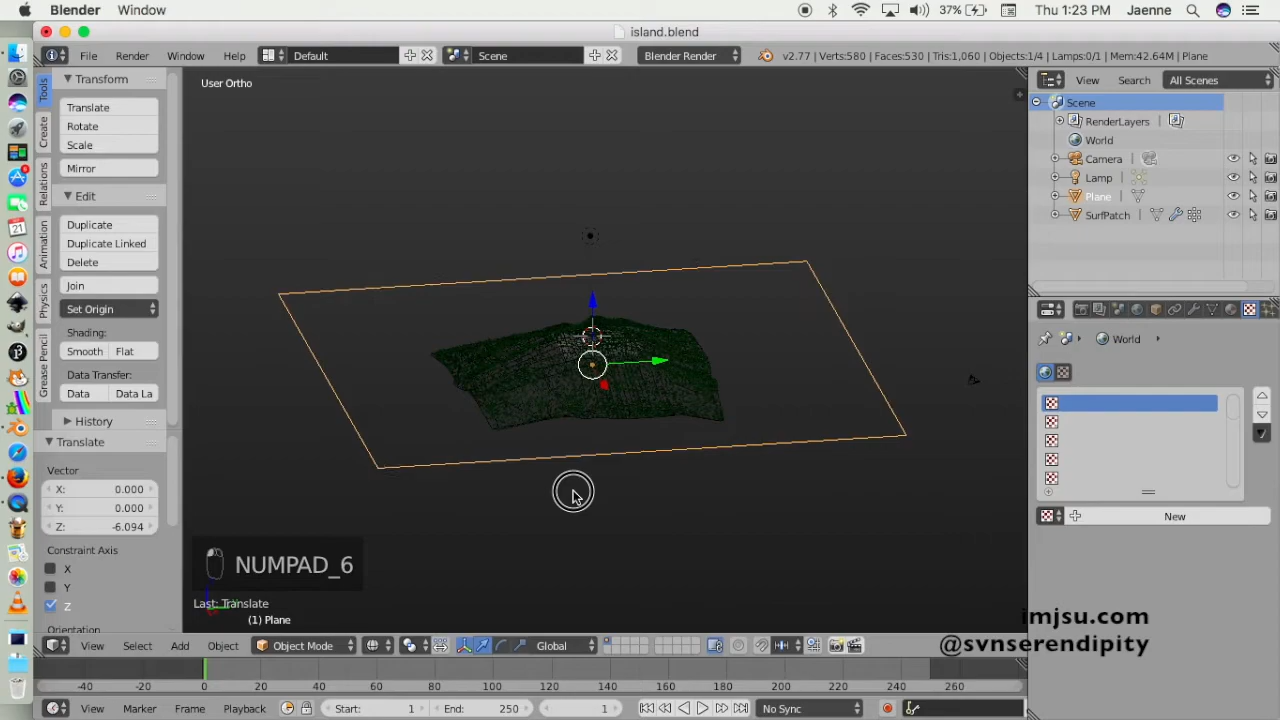 Blender Window 37% Thu 1:23 PM Jaenne
island.blend
File Render Window Help Default Scene Blender Render v2.77 | Verts:580 | Faces:530 | Tris:1,060 | Objects:1/4 | Lamps:0/1 | Mem:42.64M | Plane
Tools
Create
Relations
Animation
Physics
Grease Pencil
Transform
Translate
Rotate
Scale
Mirror
Edit
Duplicate
Duplicate Linked
Delete
Join
Set Origin
Shading:
Smooth Flat
Data Transfer:
Data Data La
History
Translate
Vector
X: 0.000
Y: 0.000
Z: -6.094
Constraint Axis
X
Y
Z
Orientation
User Ortho
NUMPAD_6
Last: Translate
(1) Plane
View Search All Scenes
Scene
RenderLayers
World
Camera
Lamp
Plane
SurfPatch
World
New
imjsu.com
@svnserendipity
View Select Add Object Object Mode Global
-40 -20 0 20 40 60 80 100 120 140 160 180 200 220 240 260
View Marker Frame Playback Start: 1 End: 250 1 No Sync